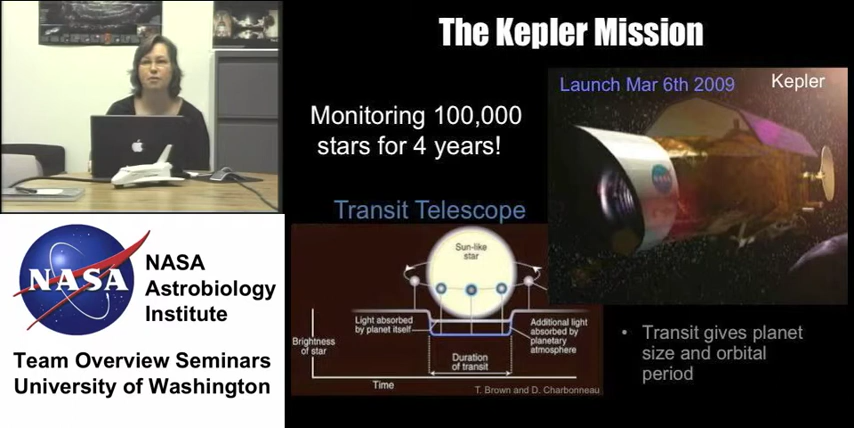 The Kepler Mission
Launch Mar 6th 2009
Kepler
Monitoring 100,000
stars for 4 years!
Transit Telescope
Sun-like
star
Light absorbed
by planet itself
Additional light
absorbed by
planetary
atmosphere
Brightness
of star
Duration
of transit
Time
T. Brown and D. Charbonneau
• Transit gives planet
size and orbital
period
NASA
NASA
Astrobiology
Institute
Team Overview Seminars
University of Washington